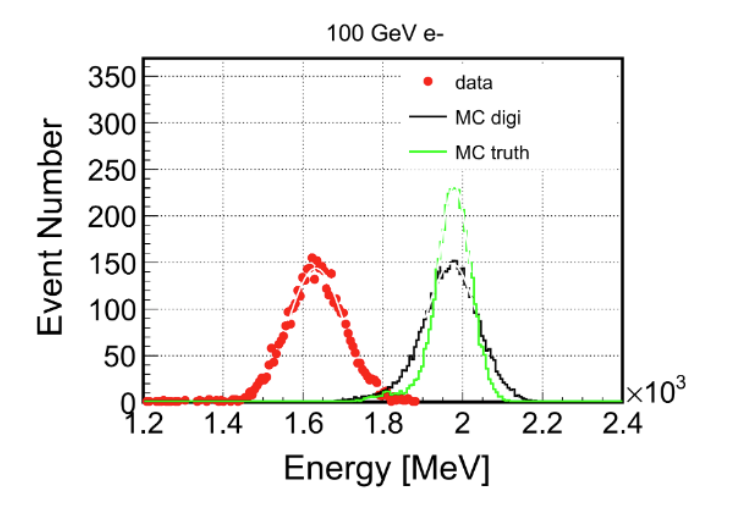 100 GeV e-
350
300
250
200
150
100
50
0
Event Number
data
MC digi
MC truth
1.2 1.4 1.6 1.8 2 2.2 2.4
×10³
Energy [MeV]